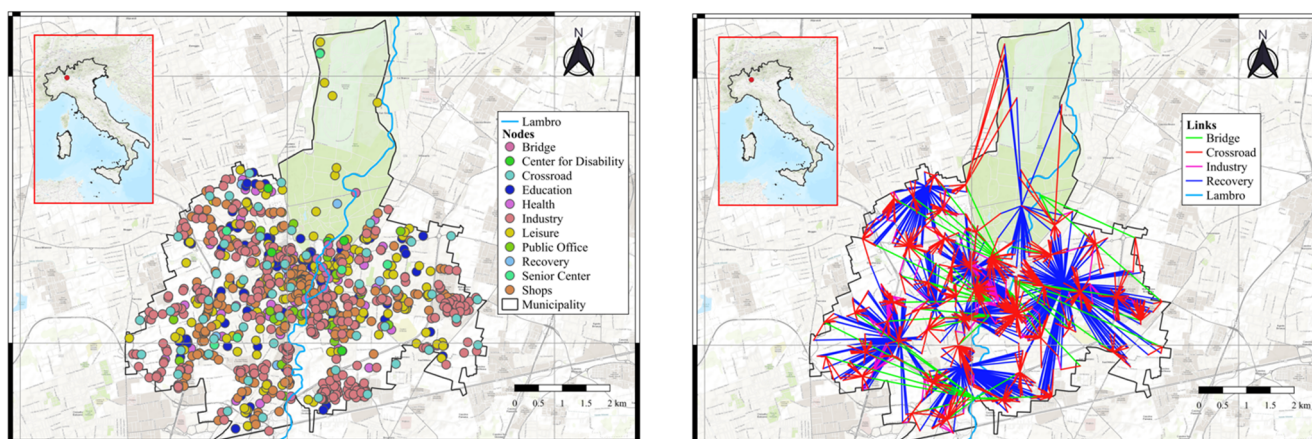 N
Lambro
Nodes
Bridge
Center for Disability
Crossroad
Education
Health
Industry
Leisure
Public Office
Recovery
Senior Center
Shops
Municipality
0 0.5 1 1.5 2 km
N
Links
Bridge
Crossroad
Industry
Recovery
Lambro
0 0.5 1 1.5 2 km